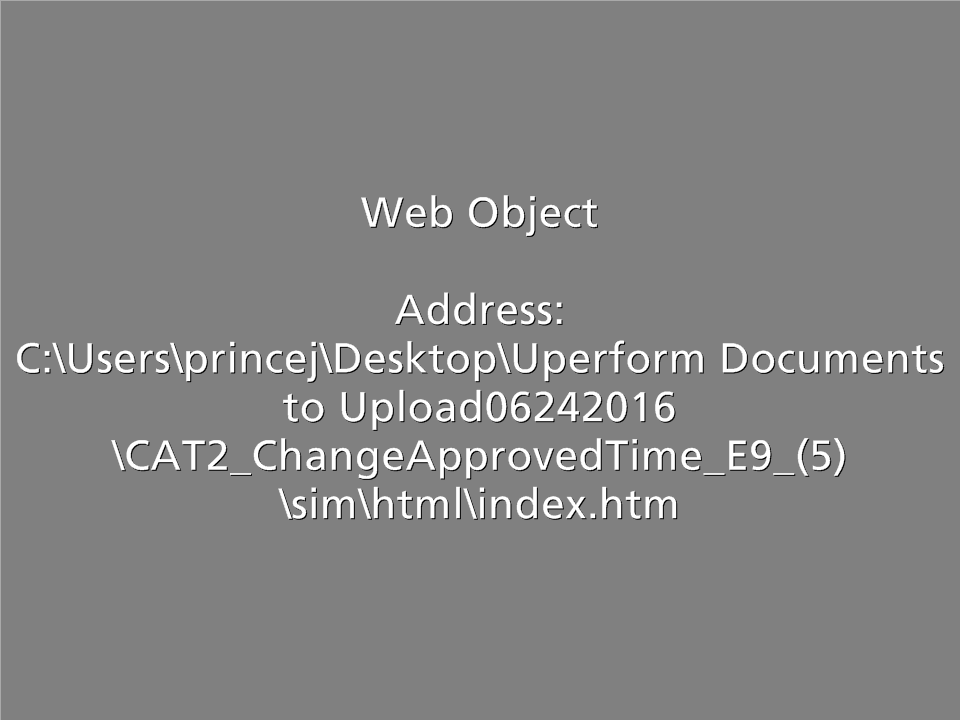 Web Object
Address:
C:\Users\princej\Desktop\Uperform Documents
to Upload06242016
\CAT2_ChangeApprovedTime_E9_(5)
\sim\html\index.htm